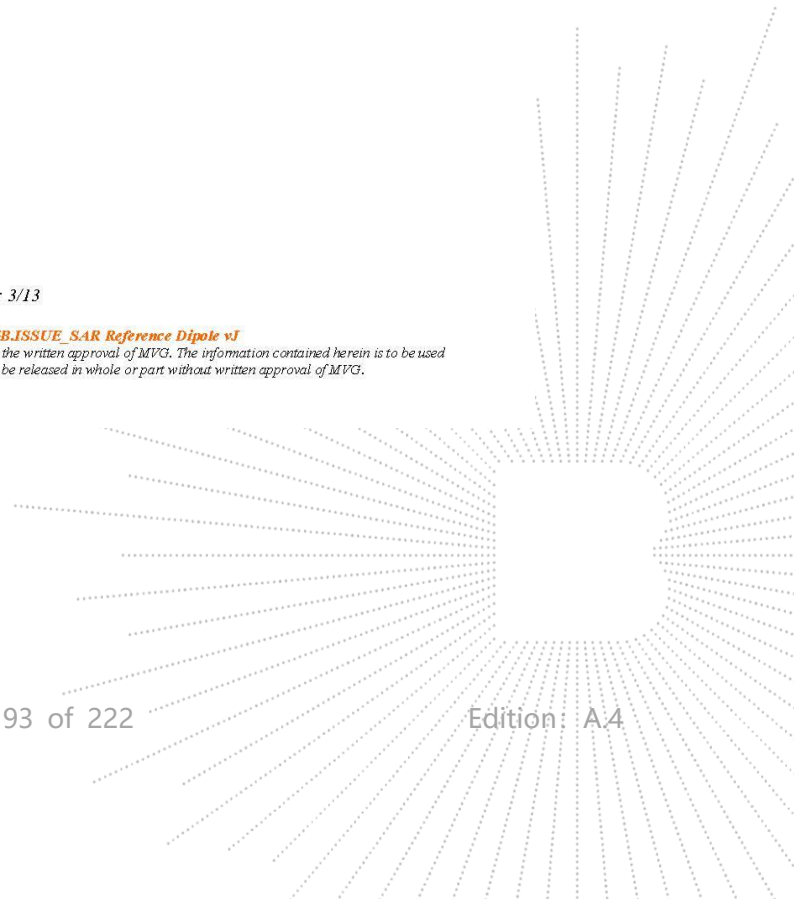 : 3/13
B.ISSUE_SAR Reference Dipole vJ
the written approval of MVG. The information contained herein is to be used
be released in whole or part without written approval of MVG.
93 of 222 Edition: A.4